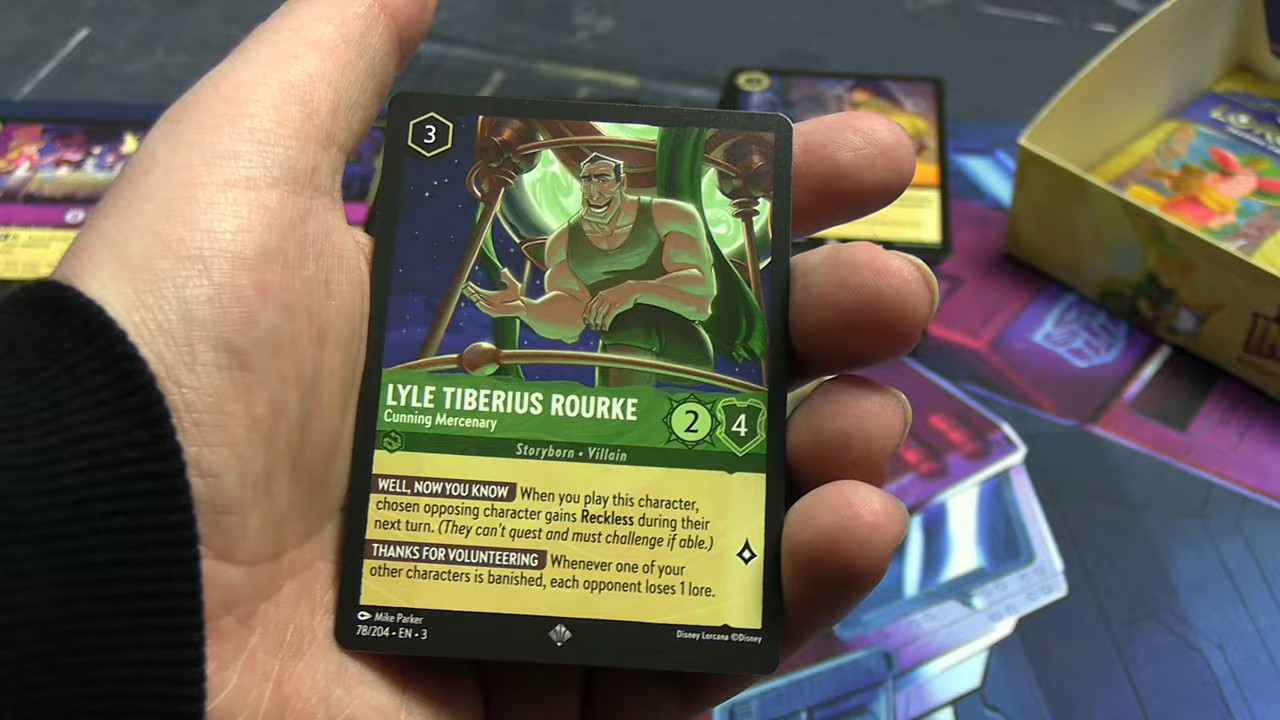 3
LYLE TIBERIUS ROURKE
Cunning Mercenary
2
4
Storyborn • Villain
WELL, NOW YOU KNOW When you play this character,
chosen opposing character gains Reckless during their
next turn. (They can't quest and must challenge if able.)
THANKS FOR VOLUNTEERING Whenever one of your
other characters is banished, each opponent loses 1 lore.
Mike Parker
78/204 • EN • 3
Disney Lorcana ©Disney